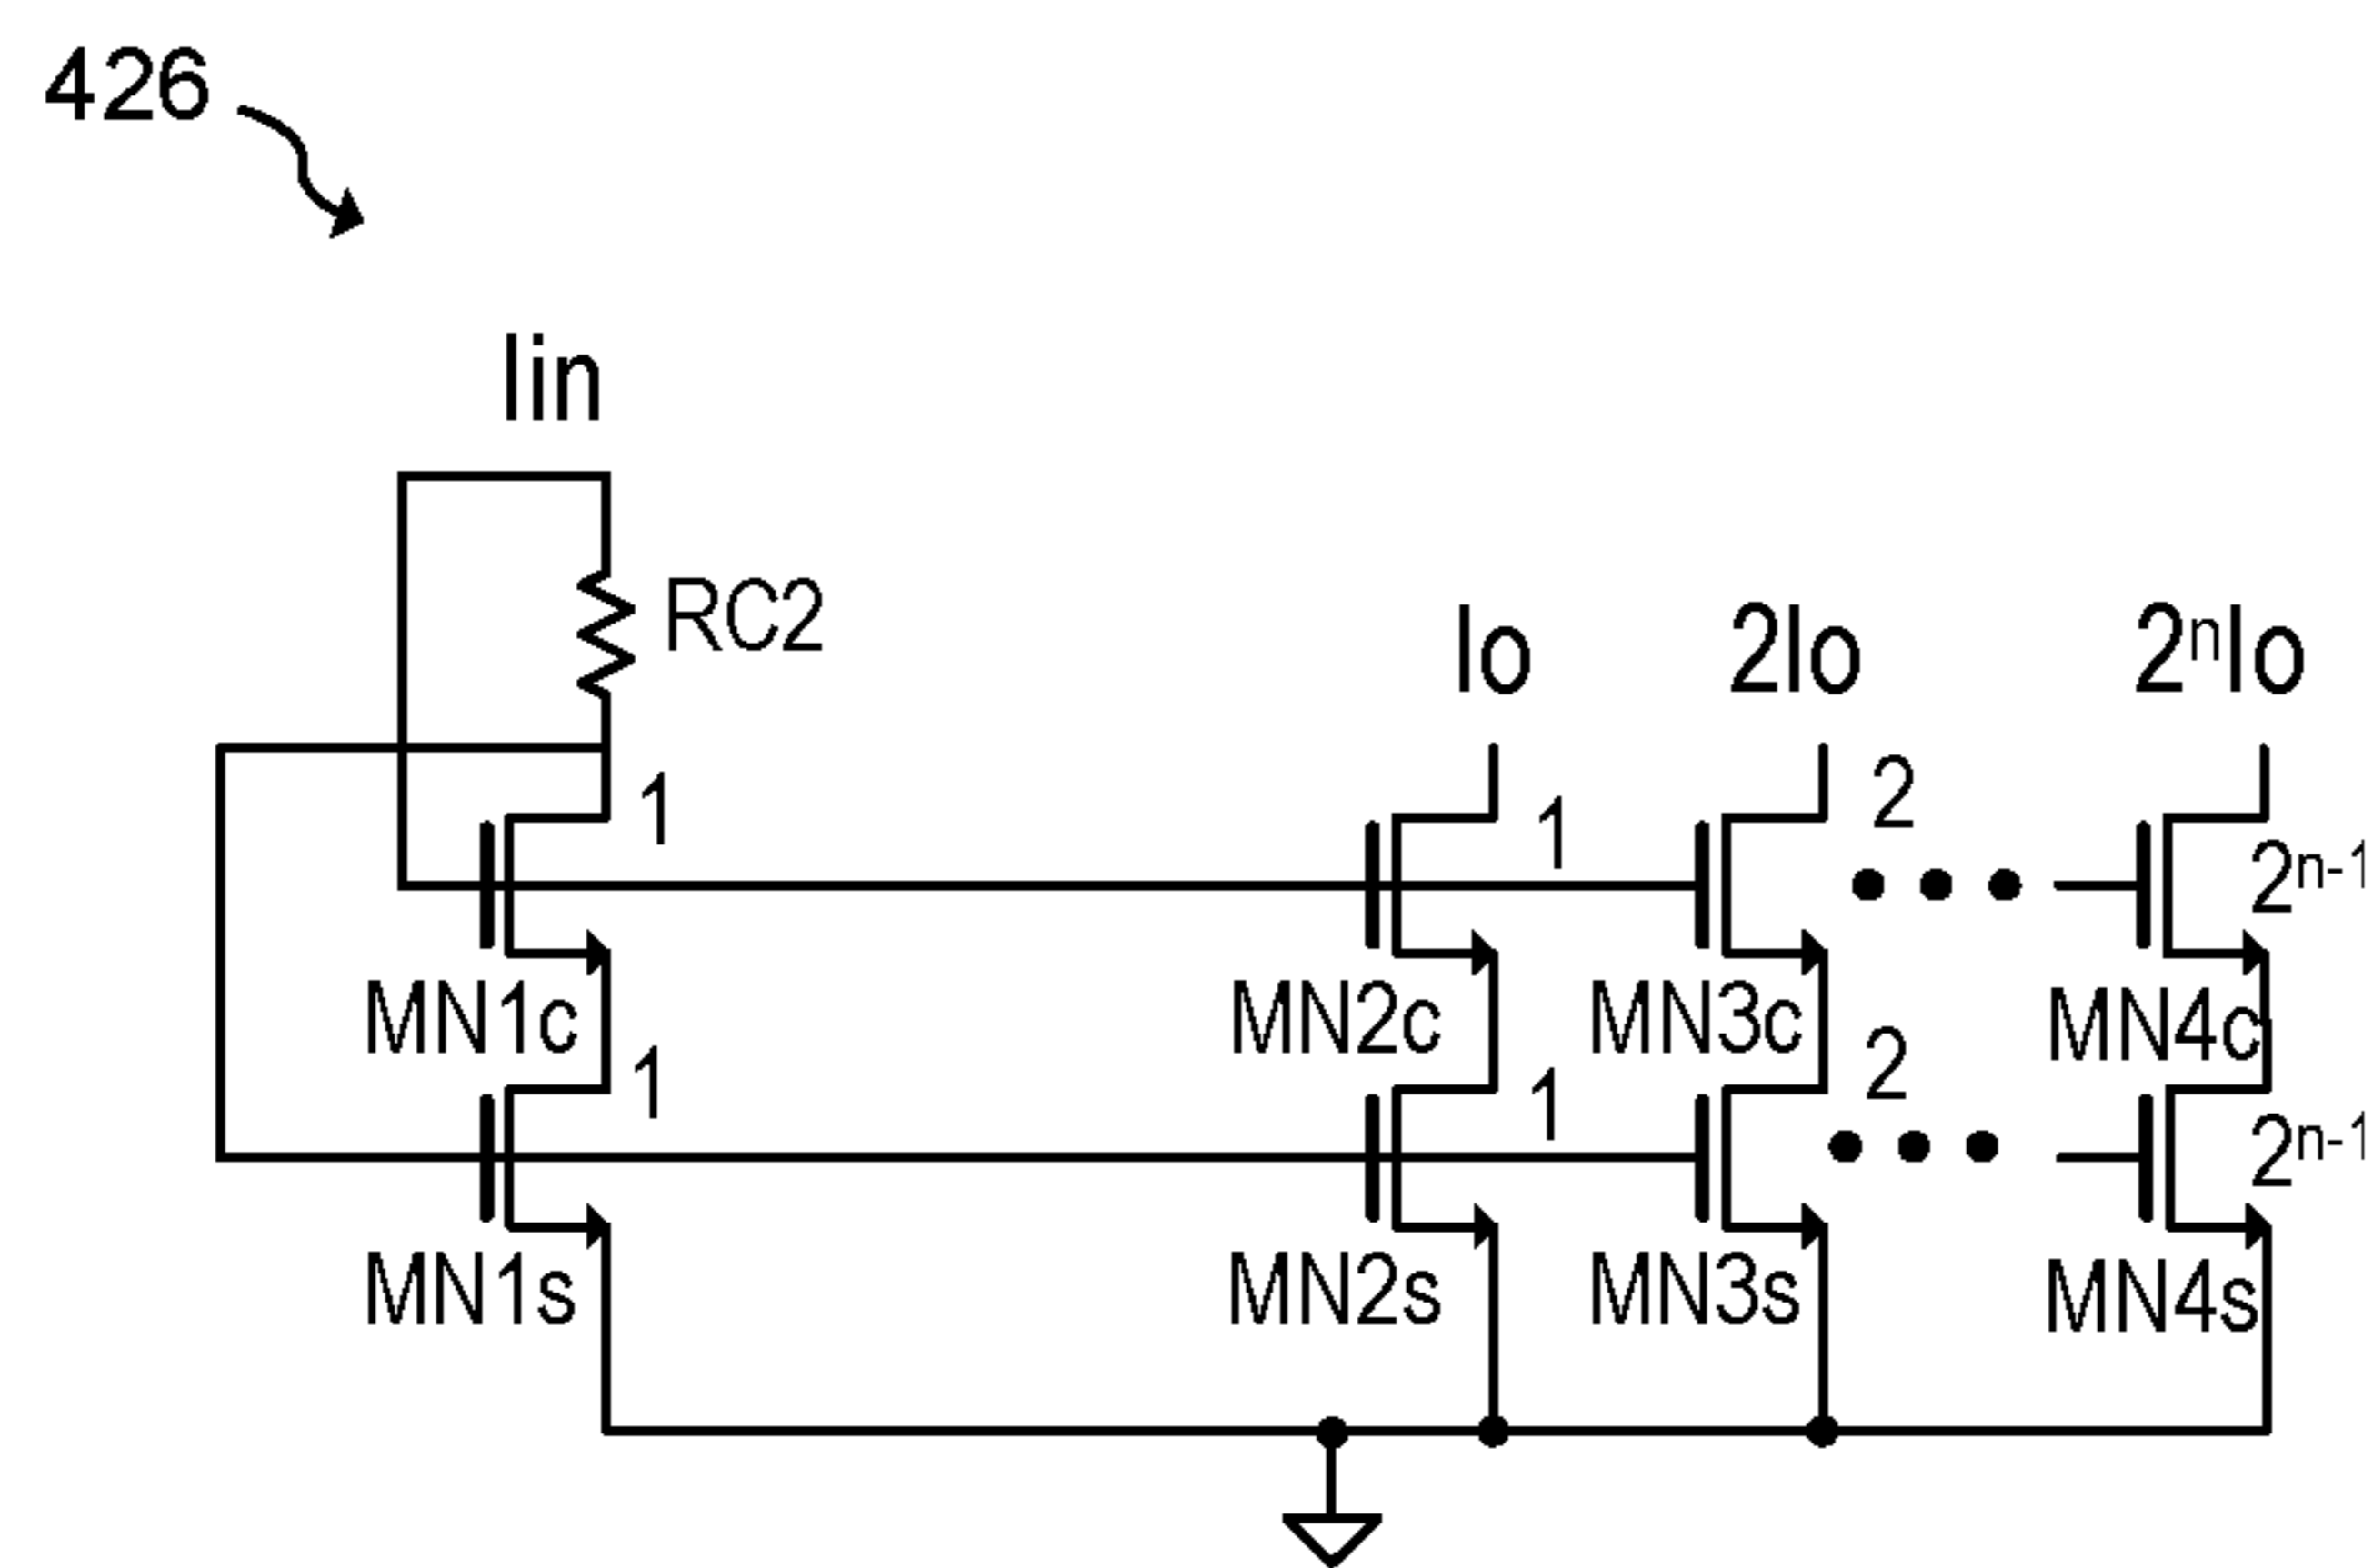 426
Iin
RC2
Io 2Io 2ⁿIo
1 1 2 2ⁿ⁻¹
MN1c MN2c MN3c MN4c
1 1 2 2ⁿ⁻¹
MN1s MN2s MN3s MN4s